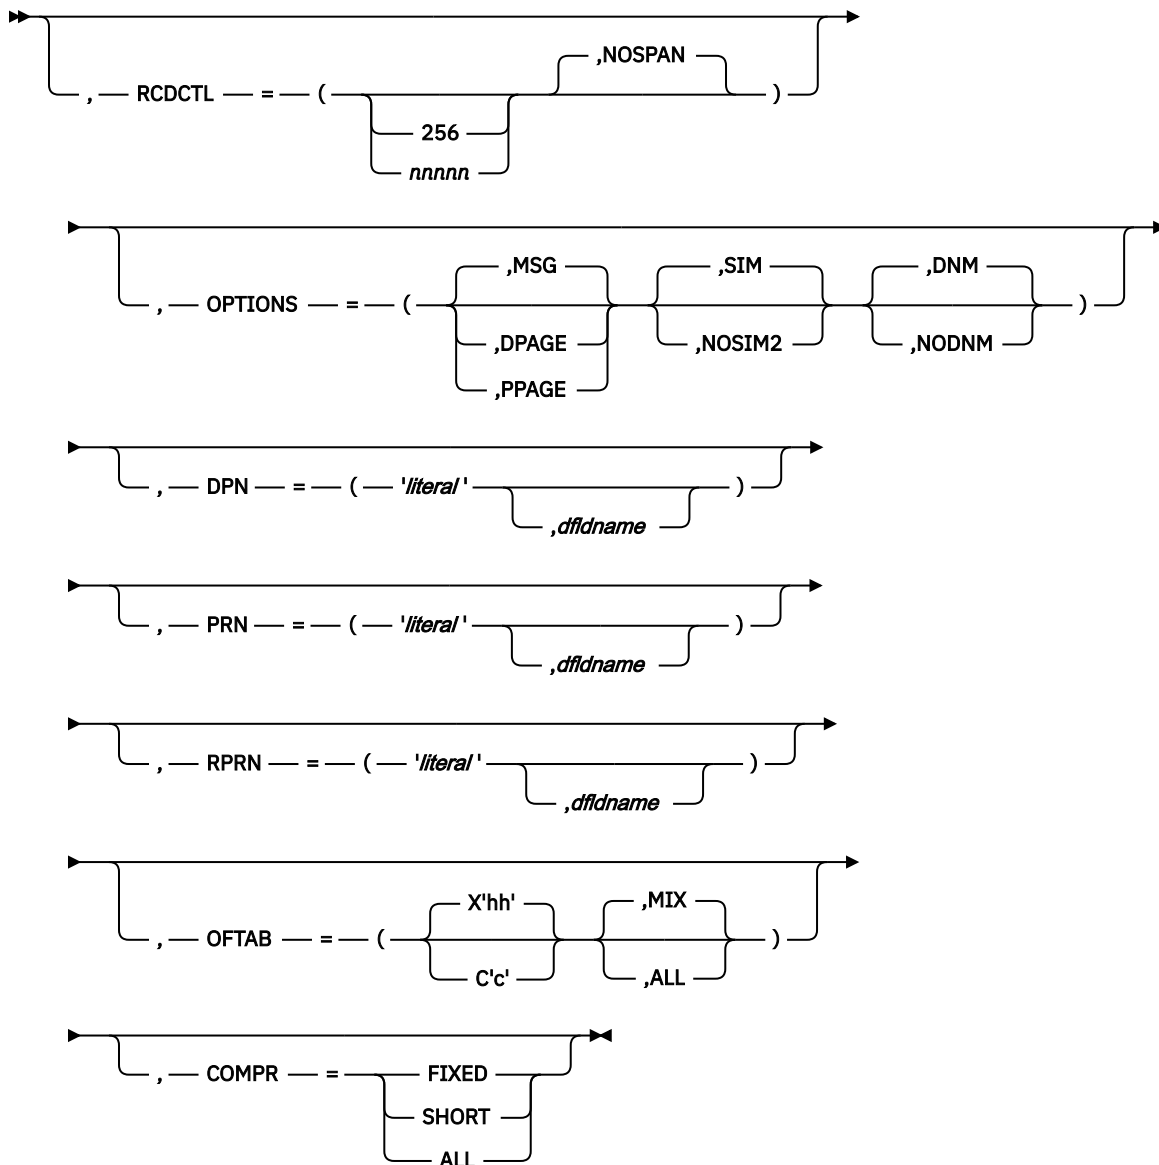 ,NOSPAN
, RCDCTL = ( )
256
nnnnn
,MSG ,SIM ,DNM
, OPTIONS = ( )
,DPAGE ,NOSIM2 ,NODNM
,PPAGE
, DPN = ( 'literal' )
,dfldname
, PRN = ( 'literal' )
,dfldname
, RPRN = ( 'literal' )
,dfldname
X'hh' ,MIX
, OFTAB = ( )
C'c' ,ALL
, COMPR = FIXED
SHORT
ALL